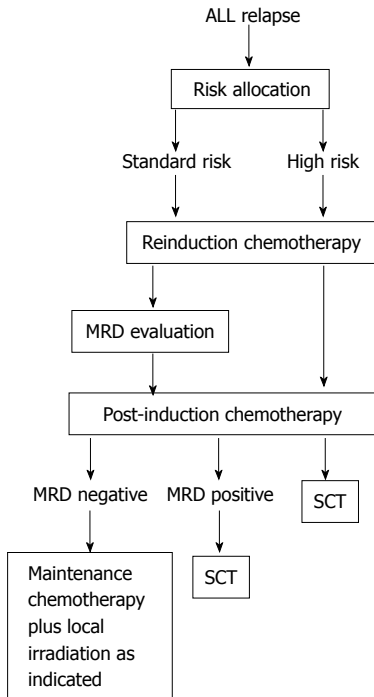 ALL relapse
Risk allocation
Standard risk
High risk
Reinduction chemotherapy
MRD evaluation
Post-induction chemotherapy
MRD negative
MRD positive
SCT
SCT
Maintenance
chemotherapy
plus local
irradiation as
indicated